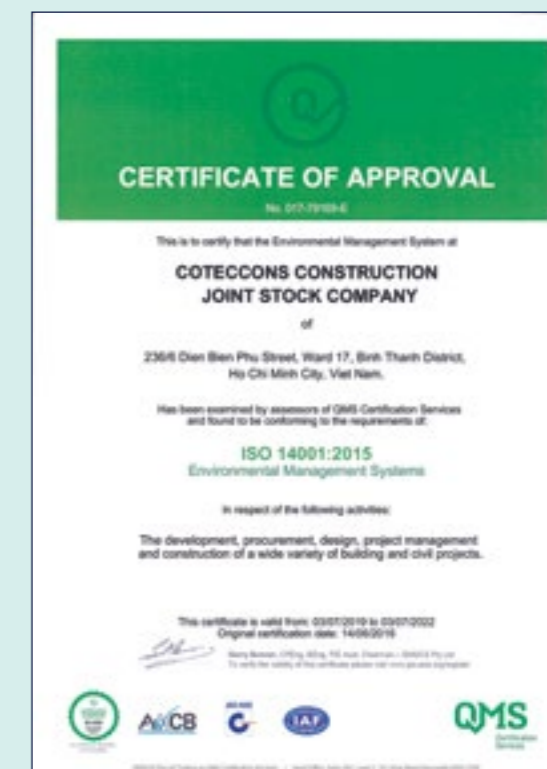 CERTIFICATE OF APPROVAL
This is to certify that the Environmental Management System at
COTECCONS CONSTRUCTION
JOINT STOCK COMPANY
of
236/6 Dien Bien Phu Street, Ward 17, Binh Thanh District,
Ho Chi Minh City, Viet Nam.
Has been examined by assessors of QMS Certification Services
and found to be conforming to the requirements of:
ISO 14001:2015
Environmental Management Systems
In respect of the following activities:
The development, procurement, design, project management
and construction of a wide variety of building and civil projects.
This certificate is valid from: 03/07/2019 to 03/07/2022
Original certification date: 14/06/2016
IAF
QMS
Certification
Services